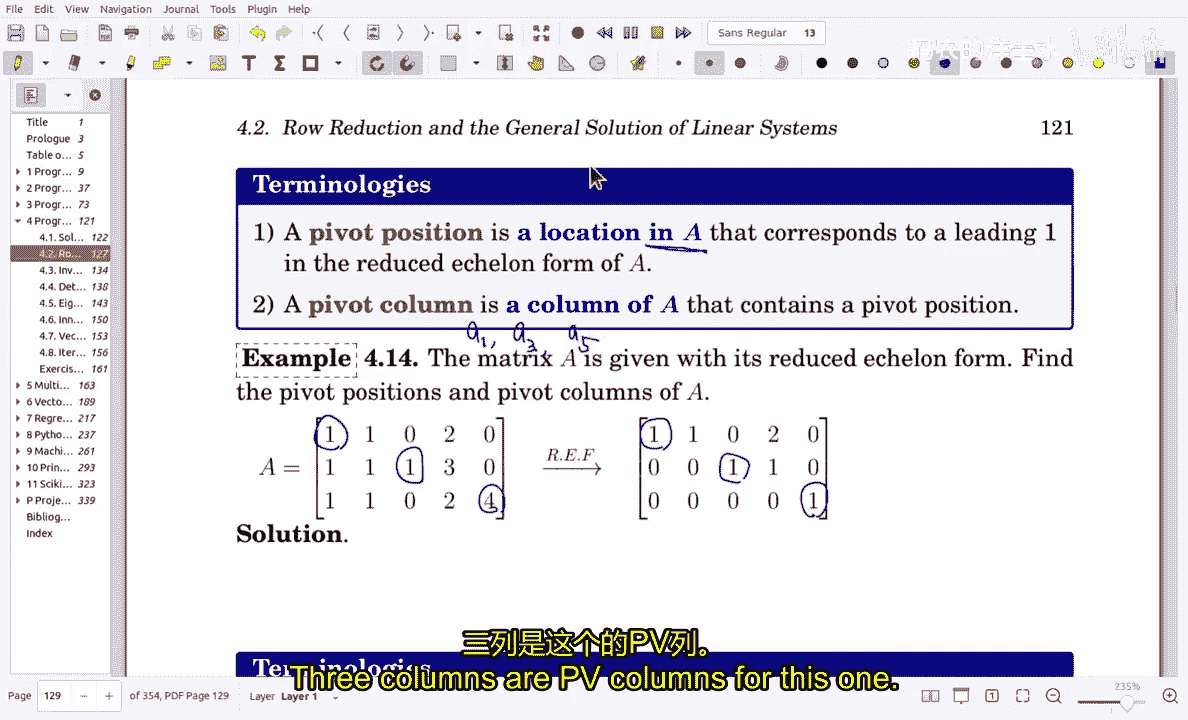 File Edit View Navigation Journal Tools Plugin Help
Sans Regular 13
Title 1
Prologue 3
Table o... 5
1 Progr... 9
2 Progr... 37
3 Progr... 73
4 Progr... 121
4.1. Sol... 122
4.2. Ro... 127
4.3. Inv... 134
4.4. Det... 138
4.5. Eig... 143
4.6. Inn... 150
4.7. Vec... 153
4.8. Iter... 156
Exercis... 161
5 Multi... 163
6 Vecto... 189
7 Regre... 217
8 Pytho... 237
9 Machi... 261
10 Prin... 293
11 Sciki... 323
P Proje... 339
Bibliog...
Index
4.2. Row Reduction and the General Solution of Linear Systems 121
Terminologies
1) A pivot position is a location in A that corresponds to a leading 1
in the reduced echelon form of A.
2) A pivot column is a column of A that contains a pivot position.
a1, a3 a5
Example 4.14. The matrix A is given with its reduced echelon form. Find
the pivot positions and pivot columns of A.
1 1 0 2 0 1 1 0 2 0
A = 1 1 1 3 0 R.E.F 0 0 1 1 0
1 1 0 2 4 0 0 0 0 1
Solution.
三列是这个的PV列。
Terminologies
Three columns are PV columns for this one.
Page 129 of 354, PDF Page 129 Layer Layer 1 235%